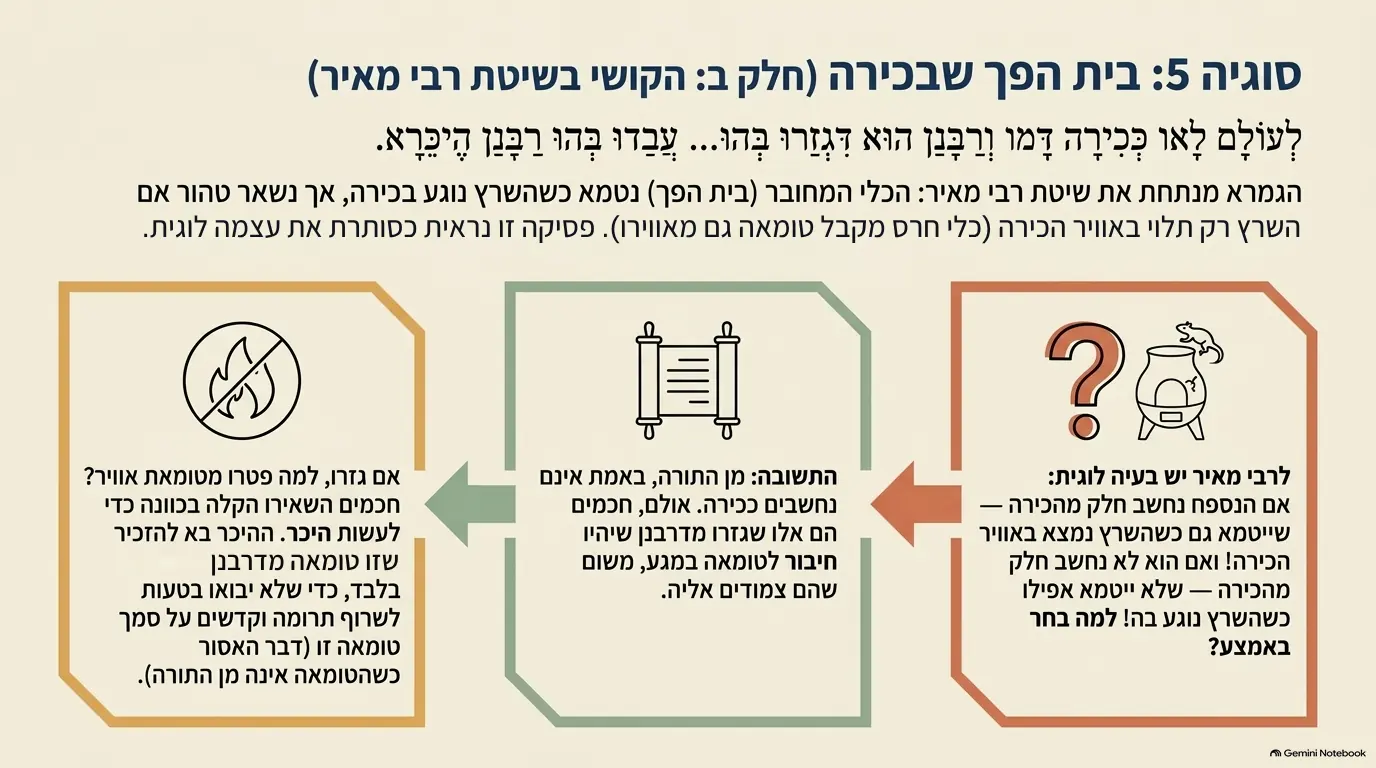 סוגיה 5: בית הפך שבכירה (חלק ב: הקושי בשיטת רבי מאיר)
לְעוֹלָם לָאו כְּכִירָה דָּמוּ וְרַבָּנַן הוּא דִּגְזַרוּ בְּהוּ... עֲבַדוּ בְּהוּ רַבָּנַן הֶיכֵּרָא.
הגמרא מנתחת את שיטת רבי מאיר: הכלי המחובר (בית הפך) נטמא כשהשרץ נוגע בכירה, אך נשאר טהור אם
השרץ רק תלוי באוויר הכירה (כלי חרס מקבל טומאה גם מאווירו). פסיקה זו נראית כסותרת את עצמה לוגית.
לרבי מאיר יש בעיה לוגית:
אם הנספח נחשב חלק מהכירה —
שייטמא גם כשהשרץ נמצא באוויר
הכירה! ואם הוא לא נחשב חלק
מהכירה — שלא ייטמא אפילו
כשהשרץ נוגע בה! למה בחר
באמצע?
התשובה: מן התורה, באמת אינם
נחשבים ככירה. אולם, חכמים
הם אלו שגזרו מדרבנן שיהיו
חיבור לטומאה במגע, משום
שהם צמודים אליה.
אם גזרו, למה פטרו מטומאת אוויר?
חכמים השאירו הקלה בכוונה כדי
לעשות היכר. ההיכר בא להזכיר
שזו טומאה מדרבנן
בלבד, כדי שלא יבואו בטעות
לשרוף תרומה וקדשים על סמך
טומאה זו (דבר האסור
כשהטומאה אינה מן התורה).
Gemini Notebook